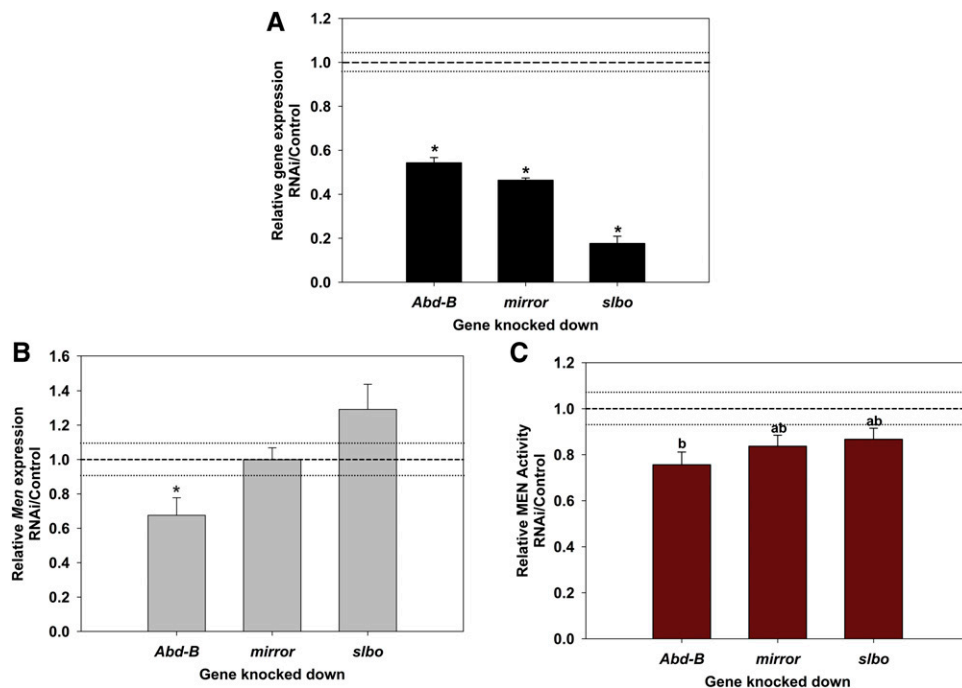 A
Relative gene expression
RNAi/Control
1.2
1.0
0.8
0.6
0.4
0.2
0.0
*
*
*
Abd-B mirror slbo
Gene knocked down
B
Relative Men expression
RNAi/Control
1.6
1.4
1.2
1.0
0.8
0.6
0.4
0.2
0.0
*
Abd-B mirror slbo
Gene knocked down
C
Relative MEN Activity
RNAi/Control
1.2
1.0
0.8
0.6
0.4
0.2
0.0
b
ab
ab
Abd-B mirror slbo
Gene knocked down